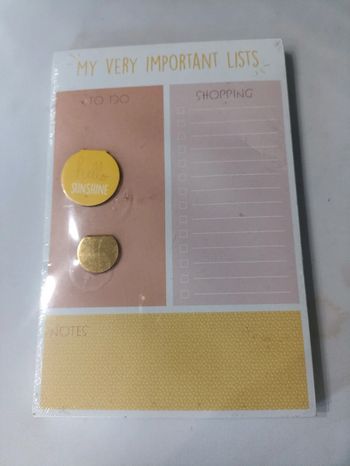 MY VERY IMPORTANT LISTS
TO DO
SHOPPING
hello
SUNSHINE
NOTES